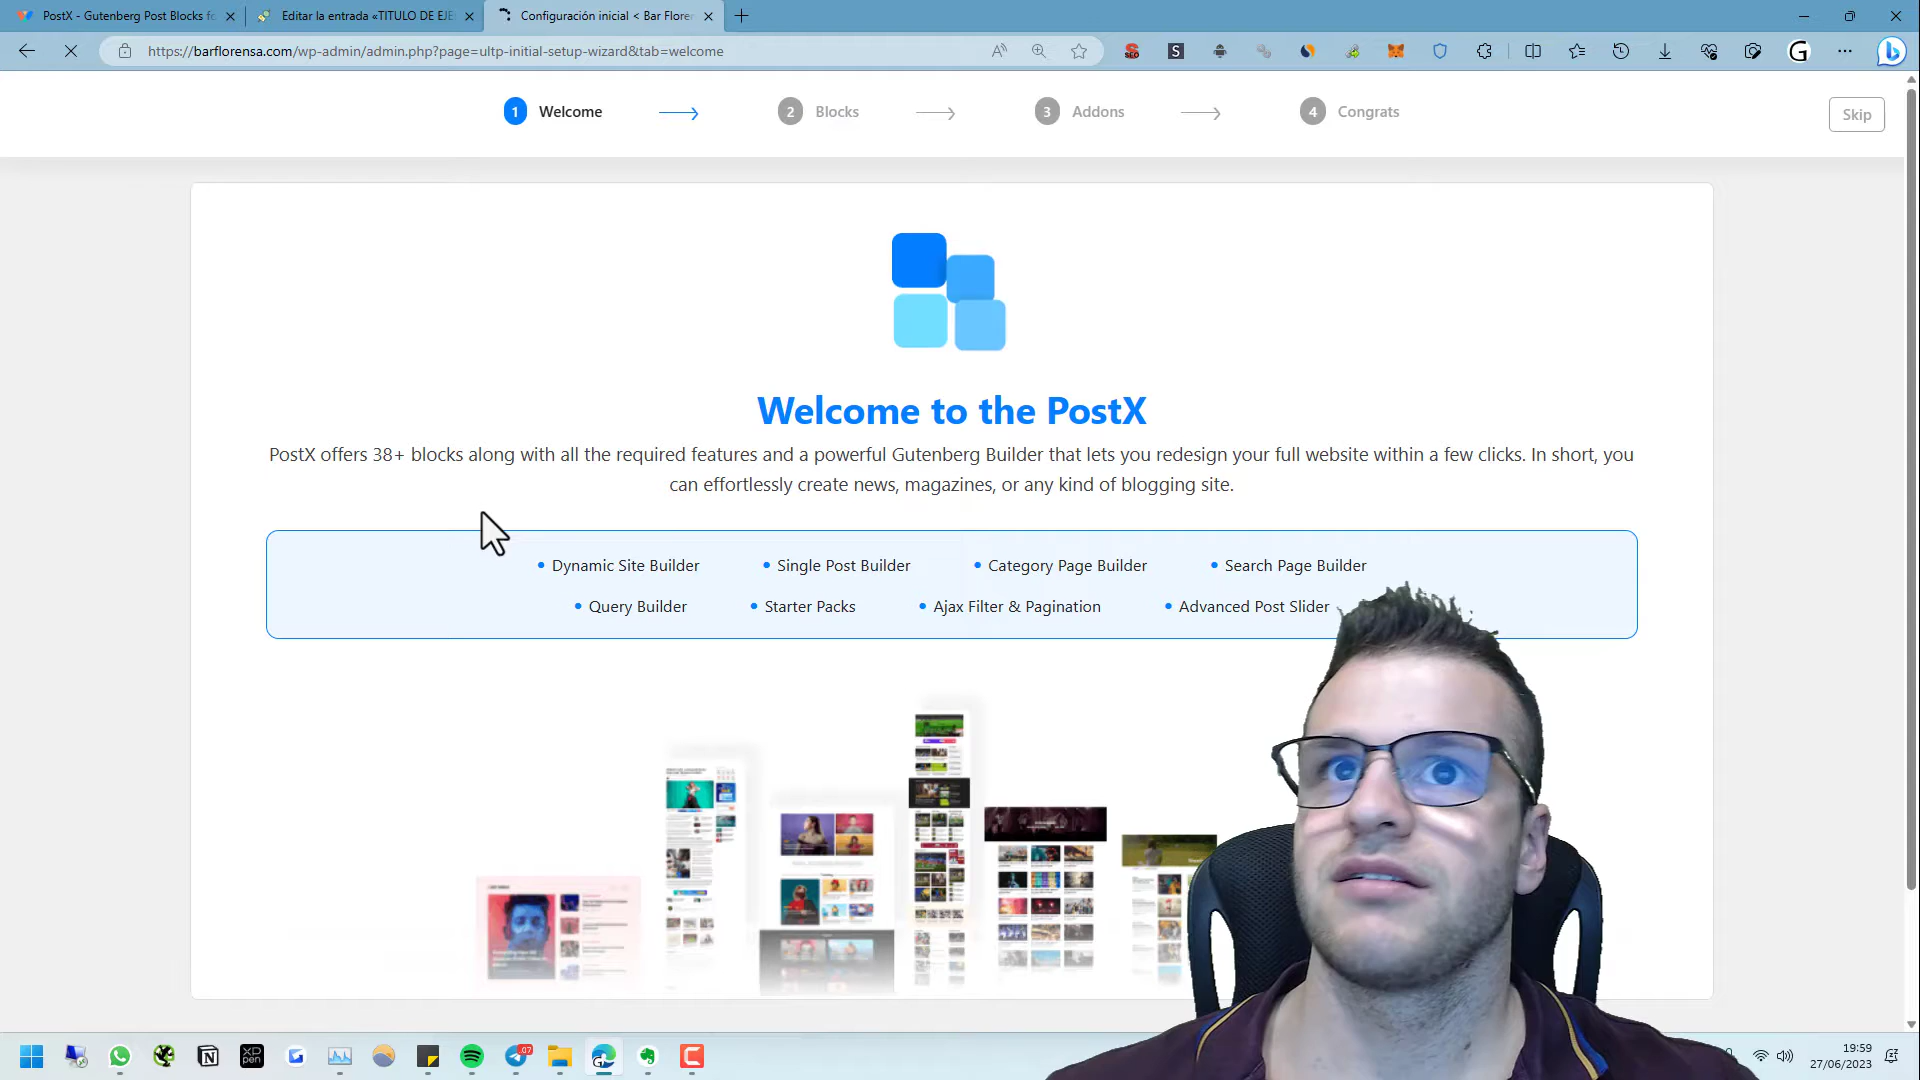 PostX - Gutenberg Post Blocks fo
Editar la entrada «TITULO DE EJE
Configuración inicial < Bar Floren
https://barflorensa.com/wp-admin/admin.php?page=ultp-initial-setup-wizard&tab=welcome
1 Welcome
2 Blocks
3 Addons
4 Congrats
Skip
Welcome to the PostX
PostX offers 38+ blocks along with all the required features and a powerful Gutenberg Builder that lets you redesign your full website within a few clicks. In short, you
can effortlessly create news, magazines, or any kind of blogging site.
• Dynamic Site Builder • Single Post Builder • Category Page Builder • Search Page Builder
• Query Builder • Starter Packs • Ajax Filter & Pagination • Advanced Post Slider
19:59
27/06/2023